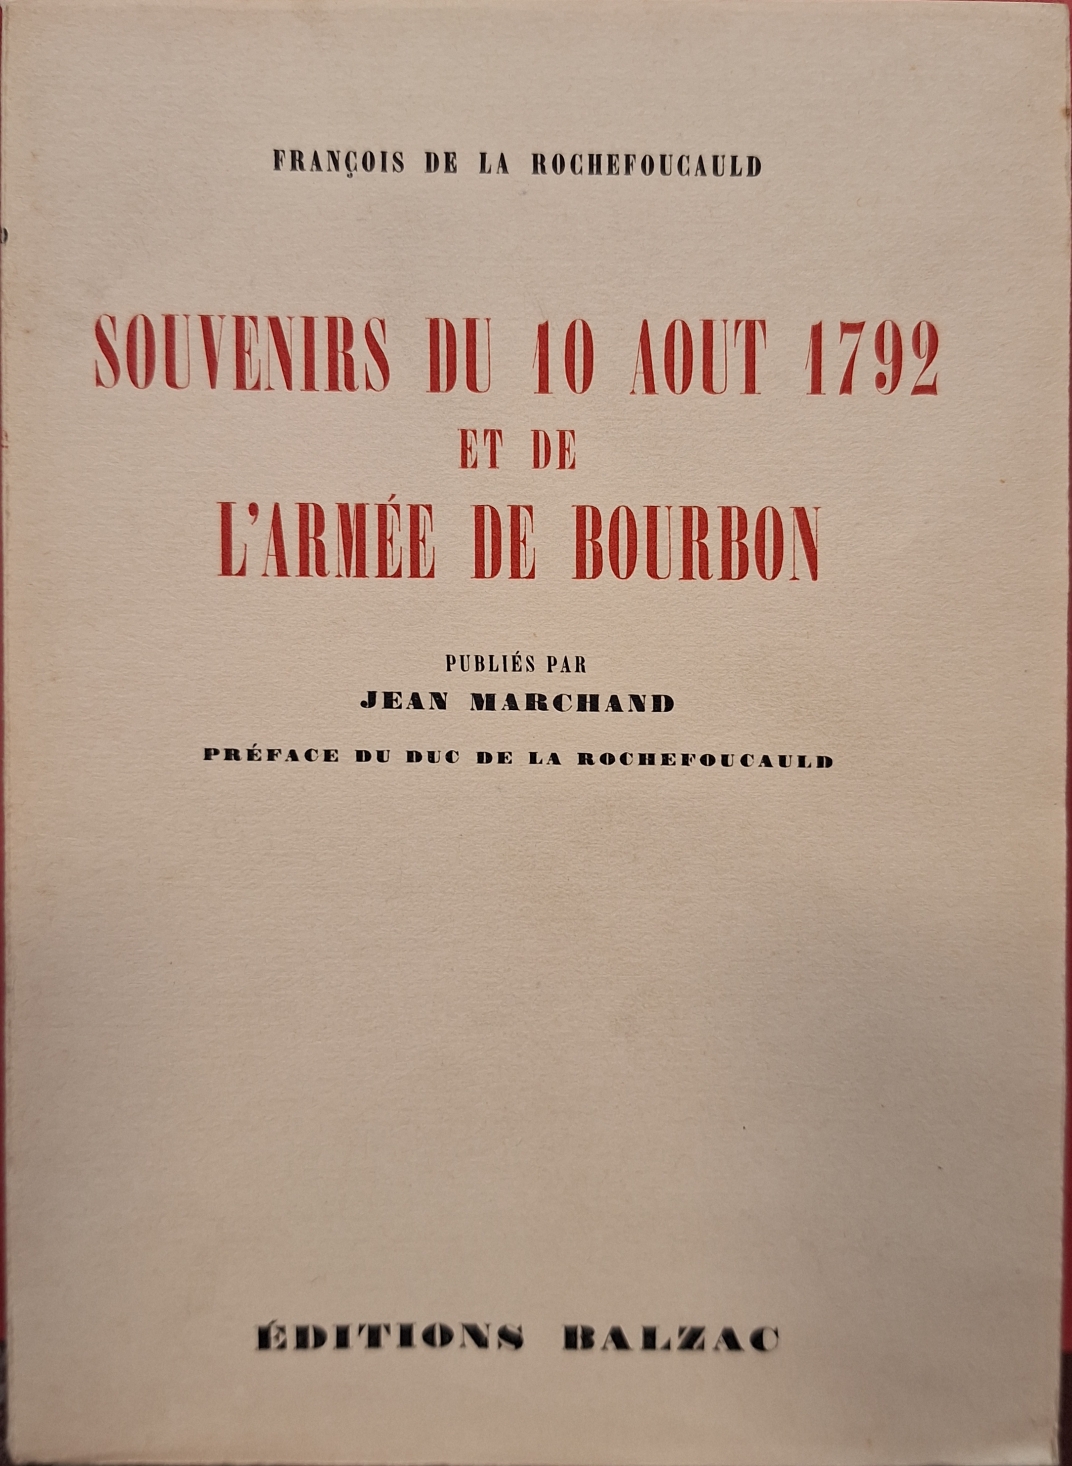 FRANÇOIS DE LA ROCHEFOUCAULD
SOUVENIRS DU 10 AOUT 1792
ET DE
L'ARMÉE DE BOURBON
PUBLIÉS PAR
JEAN MARCHAND
PRÉFACE DU DUC DE LA ROCHEFOUCAULD
ÉDITIONS BALZAC